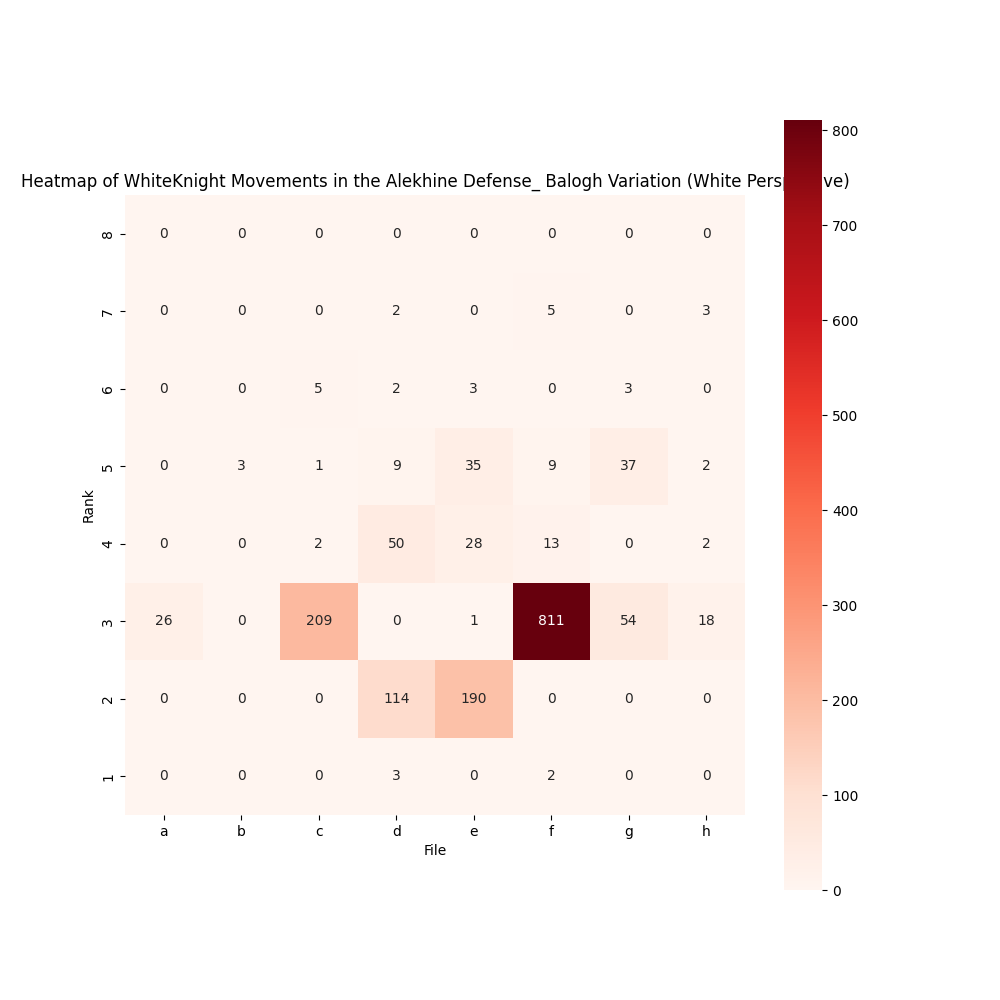 Heatmap of WhiteKnight Movements in the Alekhine Defense_ Balogh Variation (White Perspective)
8 0 0 0 0 0 0 0 0
7 0 0 0 2 0 5 0 3
6 0 0 5 2 3 0 3 0
5 0 3 1 9 35 9 37 2
4 0 0 2 50 28 13 0 2
3 26 0 209 0 1 811 54 18
2 0 0 0 114 190 0 0 0
1 0 0 0 3 0 2 0 0
a b c d e f g h
File
Rank
800
700
600
500
400
300
200
100
0